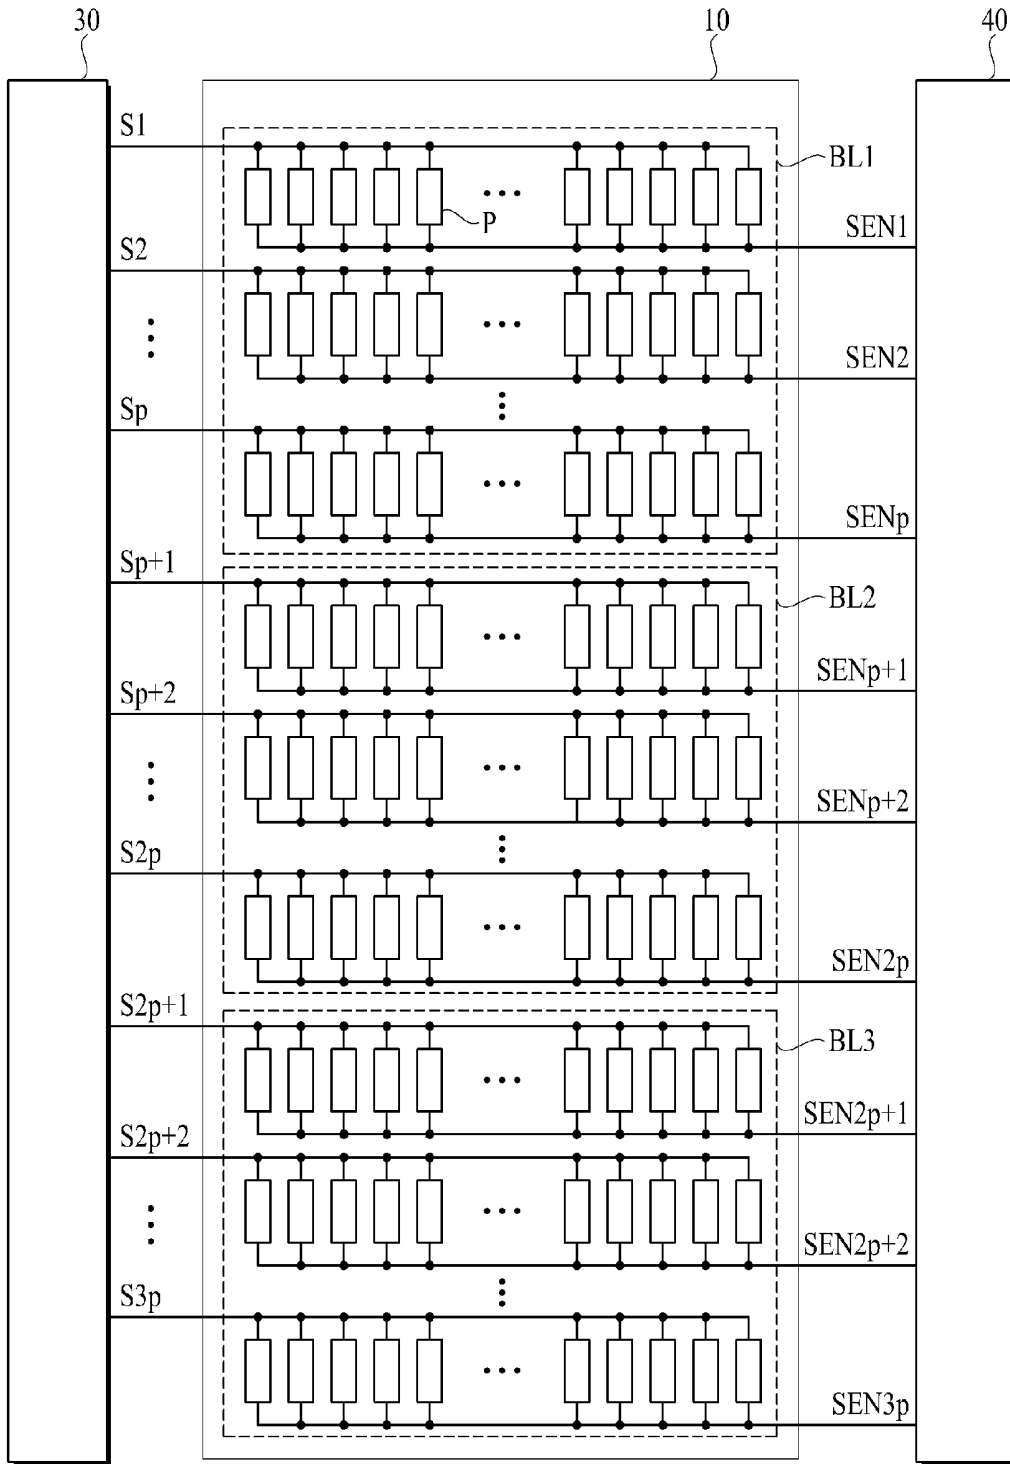 30
10
40
S1
BL1
P
SEN1
S2
SEN2
Sp
SENp
Sp+1
BL2
SENp+1
Sp+2
SENp+2
S2p
SEN2p
S2p+1
BL3
SEN2p+1
S2p+2
SEN2p+2
S3p
SEN3p